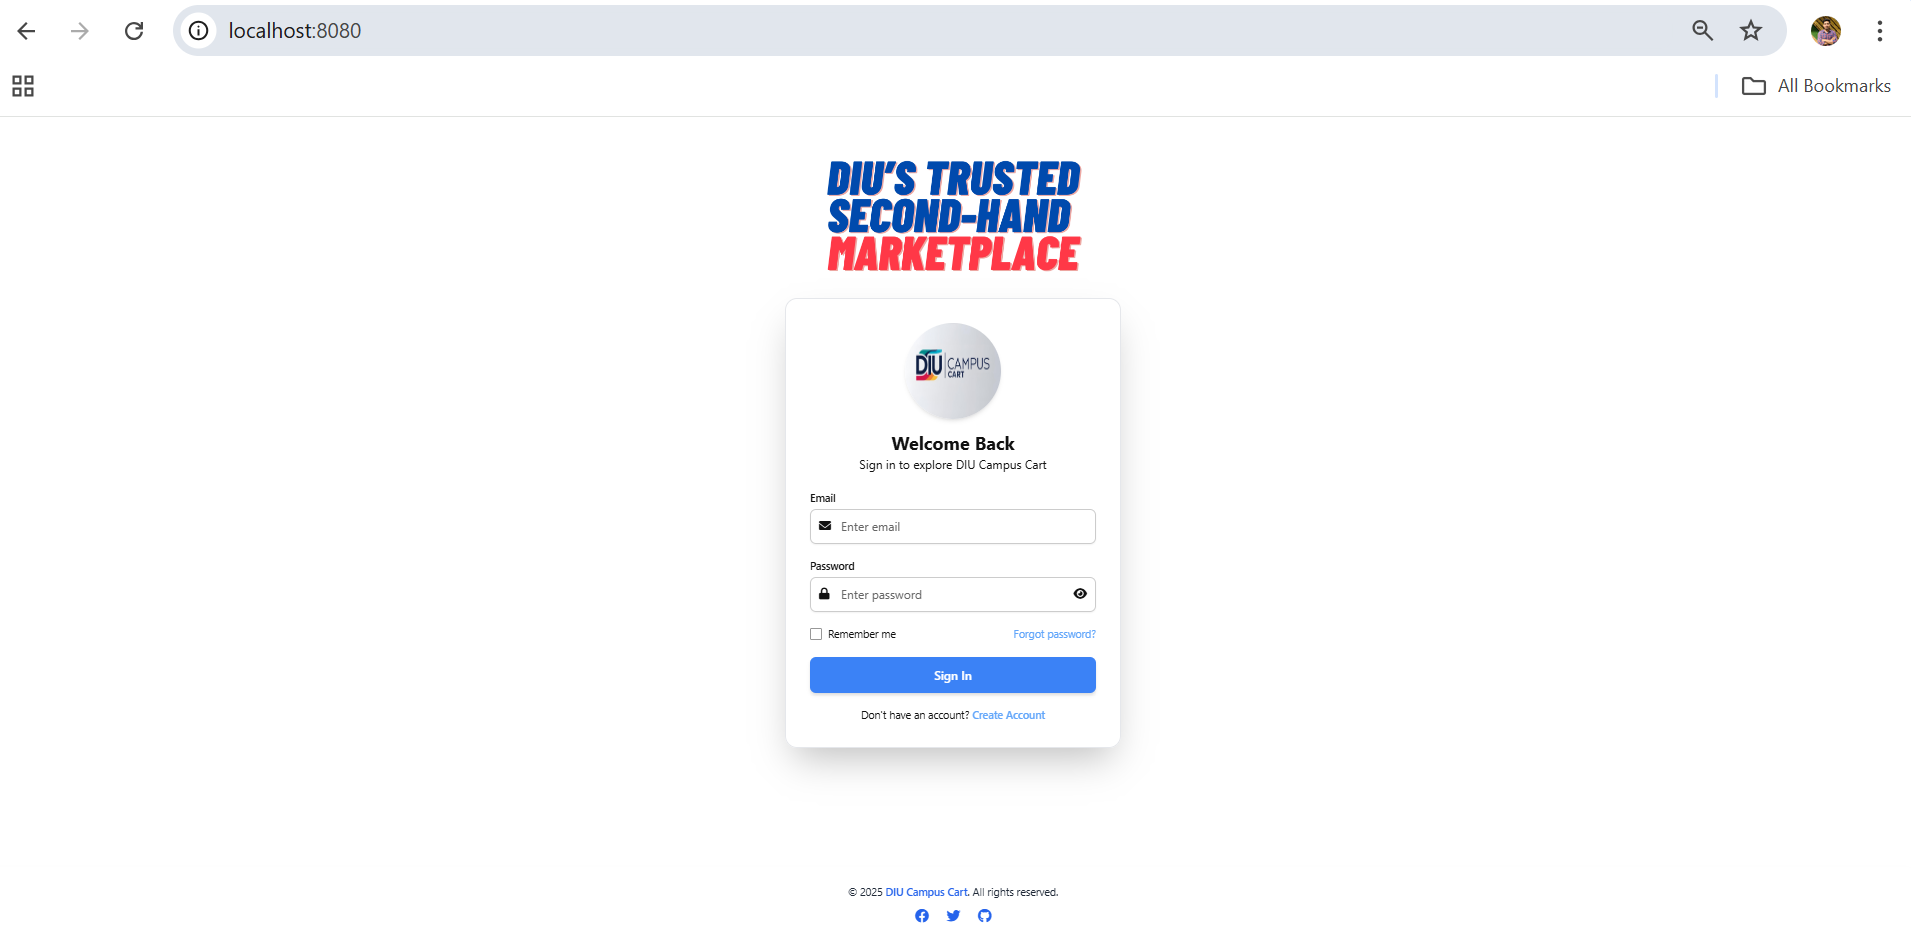 localhost:8080
All Bookmarks
DIU’S TRUSTED
SECOND-HAND
MARKETPLACE
DIU CAMPUS
CART
Welcome Back
Sign in to explore DIU Campus Cart
Email
Enter email
Password
Enter password
Remember me Forgot password?
Sign In
Don't have an account? Create Account
© 2025 DIU Campus Cart. All rights reserved.